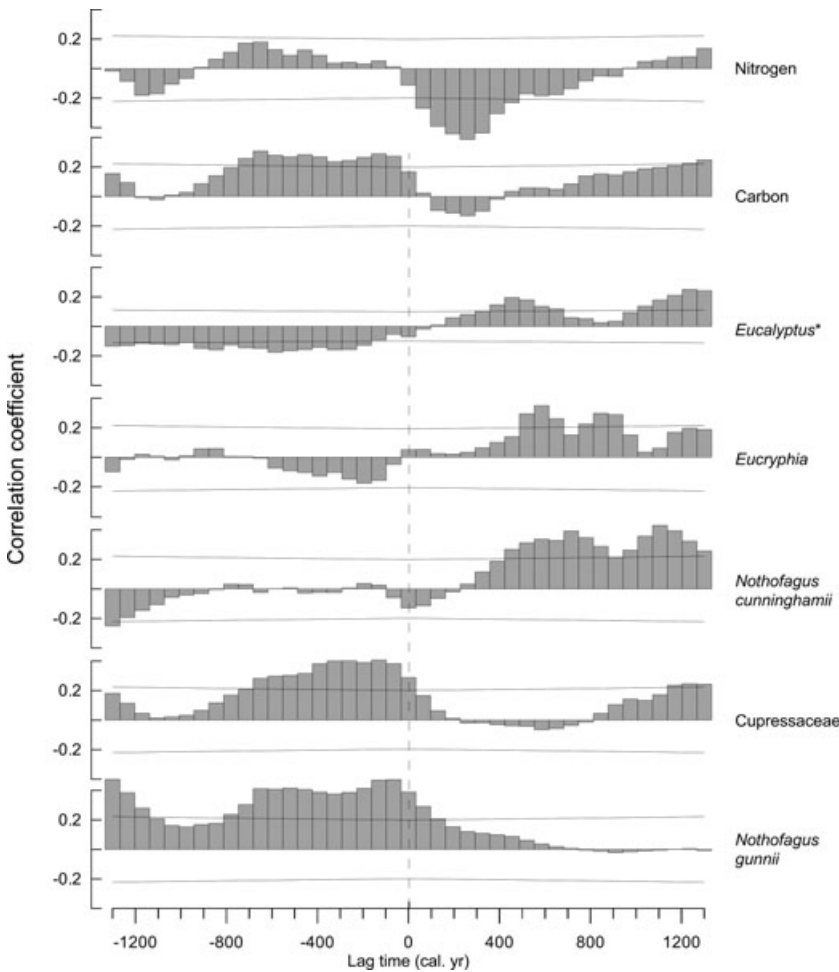 0.2
-0.2
Nitrogen
0.2
-0.2
Carbon
0.2
-0.2
Eucalyptus*
0.2
-0.2
Eucryphia
0.2
-0.2
Nothofagus
cunninghamii
0.2
-0.2
Cupressaceae
0.2
-0.2
Nothofagus
gunnii
Correlation coefficient
-1200 -800 -400 0 400 800 1200
Lag time (cal. yr)